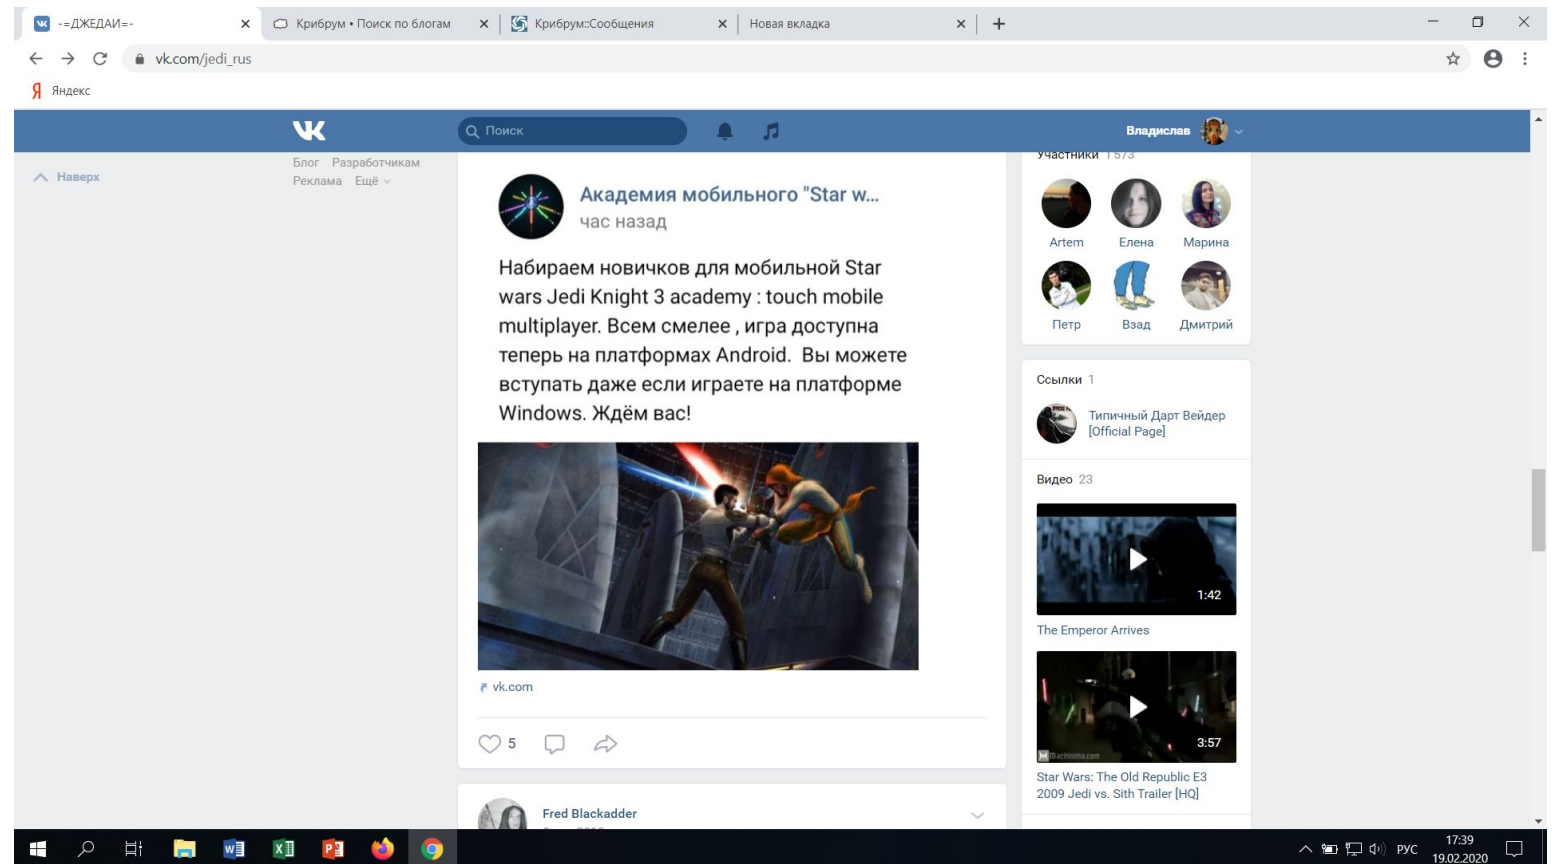 -=ДЖЕДАИ=-
Крибрум • Поиск по блогам
Крибрум::Сообщения
Новая вкладка
vk.com/jedi_rus
Яндекс
Поиск
Владислав
Наверх
Блог Разработчикам
Реклама Ещё
Академия мобильного "Star w...
час назад
Набираем новичков для мобильной Star
wars Jedi Knight 3 academy : touch mobile
multiplayer. Всем смелее , игра доступна
теперь на платформах Android. Вы можете
вступать даже если играете на платформе
Windows. Ждём вас!
vk.com
5
Fred Blackadder
Участники 1 573
Artem Елена Марина
Петр Взад Дмитрий
Ссылки 1
Типичный Дарт Вейдер
[Official Page]
Видео 23
1:42
The Emperor Arrives
3:57
Machinima.com
Star Wars: The Old Republic E3
2009 Jedi vs. Sith Trailer [HQ]
РУС
17:39
19.02.2020